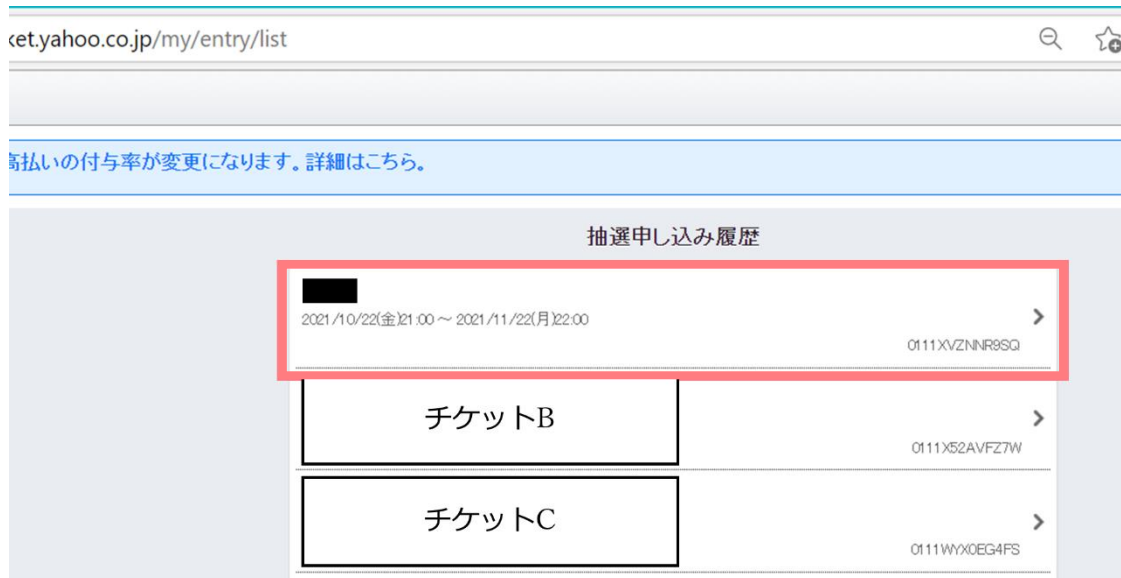 ket.yahoo.co.jp/my/entry/list
高払いの付与率が変更になります。詳細はこちら。
抽選申し込み履歴
2021/10/22(金)21:00 ～ 2021/11/22(月)22:00
0111XVZNNR9SQ
チケットB
0111X52AVFZ7W
チケットC
0111WYX0EG4FS